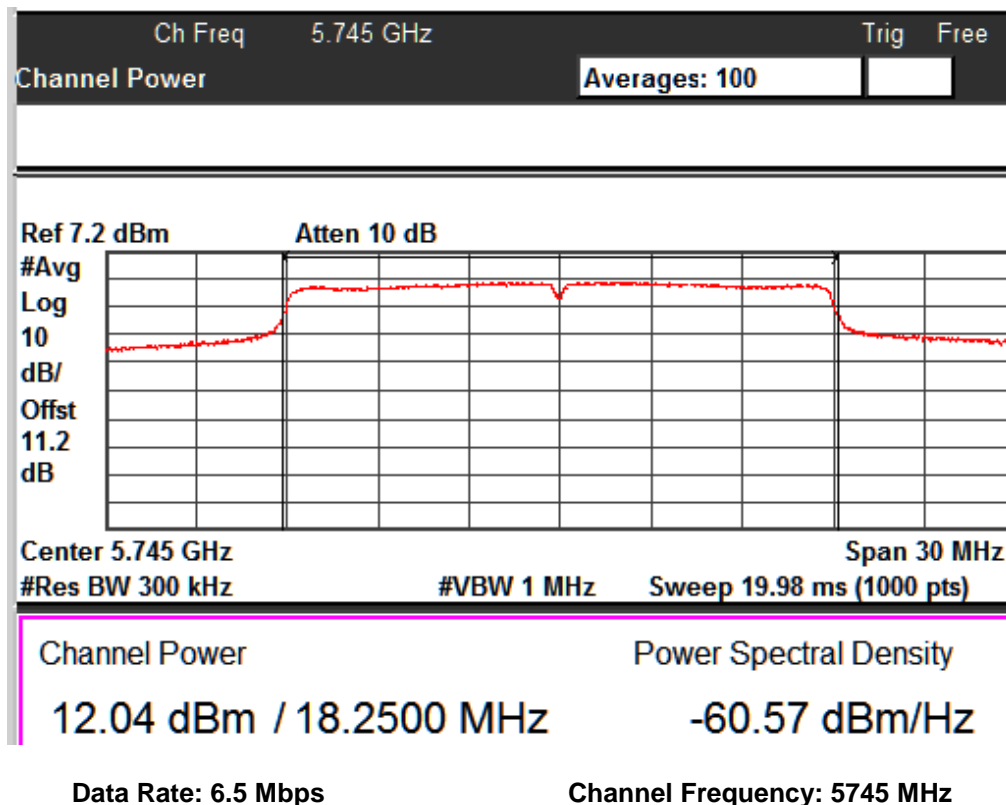 Ch Freq 5.745 GHz Trig Free
Channel Power Averages: 100
Ref 7.2 dBm Atten 10 dB
#Avg
Log
10
dB/
Offst
11.2
dB
Center 5.745 GHz Span 30 MHz
#Res BW 300 kHz #VBW 1 MHz Sweep 19.98 ms (1000 pts)
Channel Power Power Spectral Density
12.04 dBm / 18.2500 MHz -60.57 dBm/Hz
Data Rate: 6.5 Mbps Channel Frequency: 5745 MHz